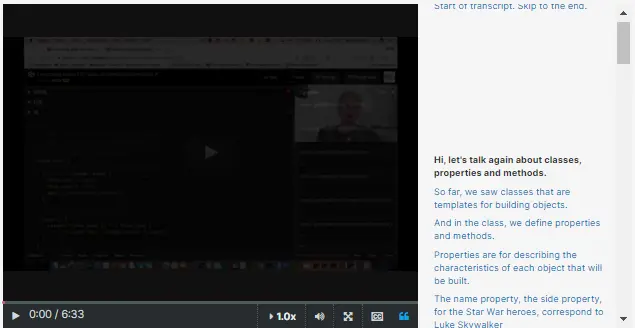 Start of transcript. Skip to the end.
Hi, let's talk again about classes,
properties and methods.
So far, we saw classes that are
templates for building objects.
And in the class, we define properties
and methods.
Properties are for describing the
characteristics of each object that will
be built.
The name property, the side property,
for the Star War heroes, correspond to
Luke Skywalker
0:00 / 6:33
1.0x